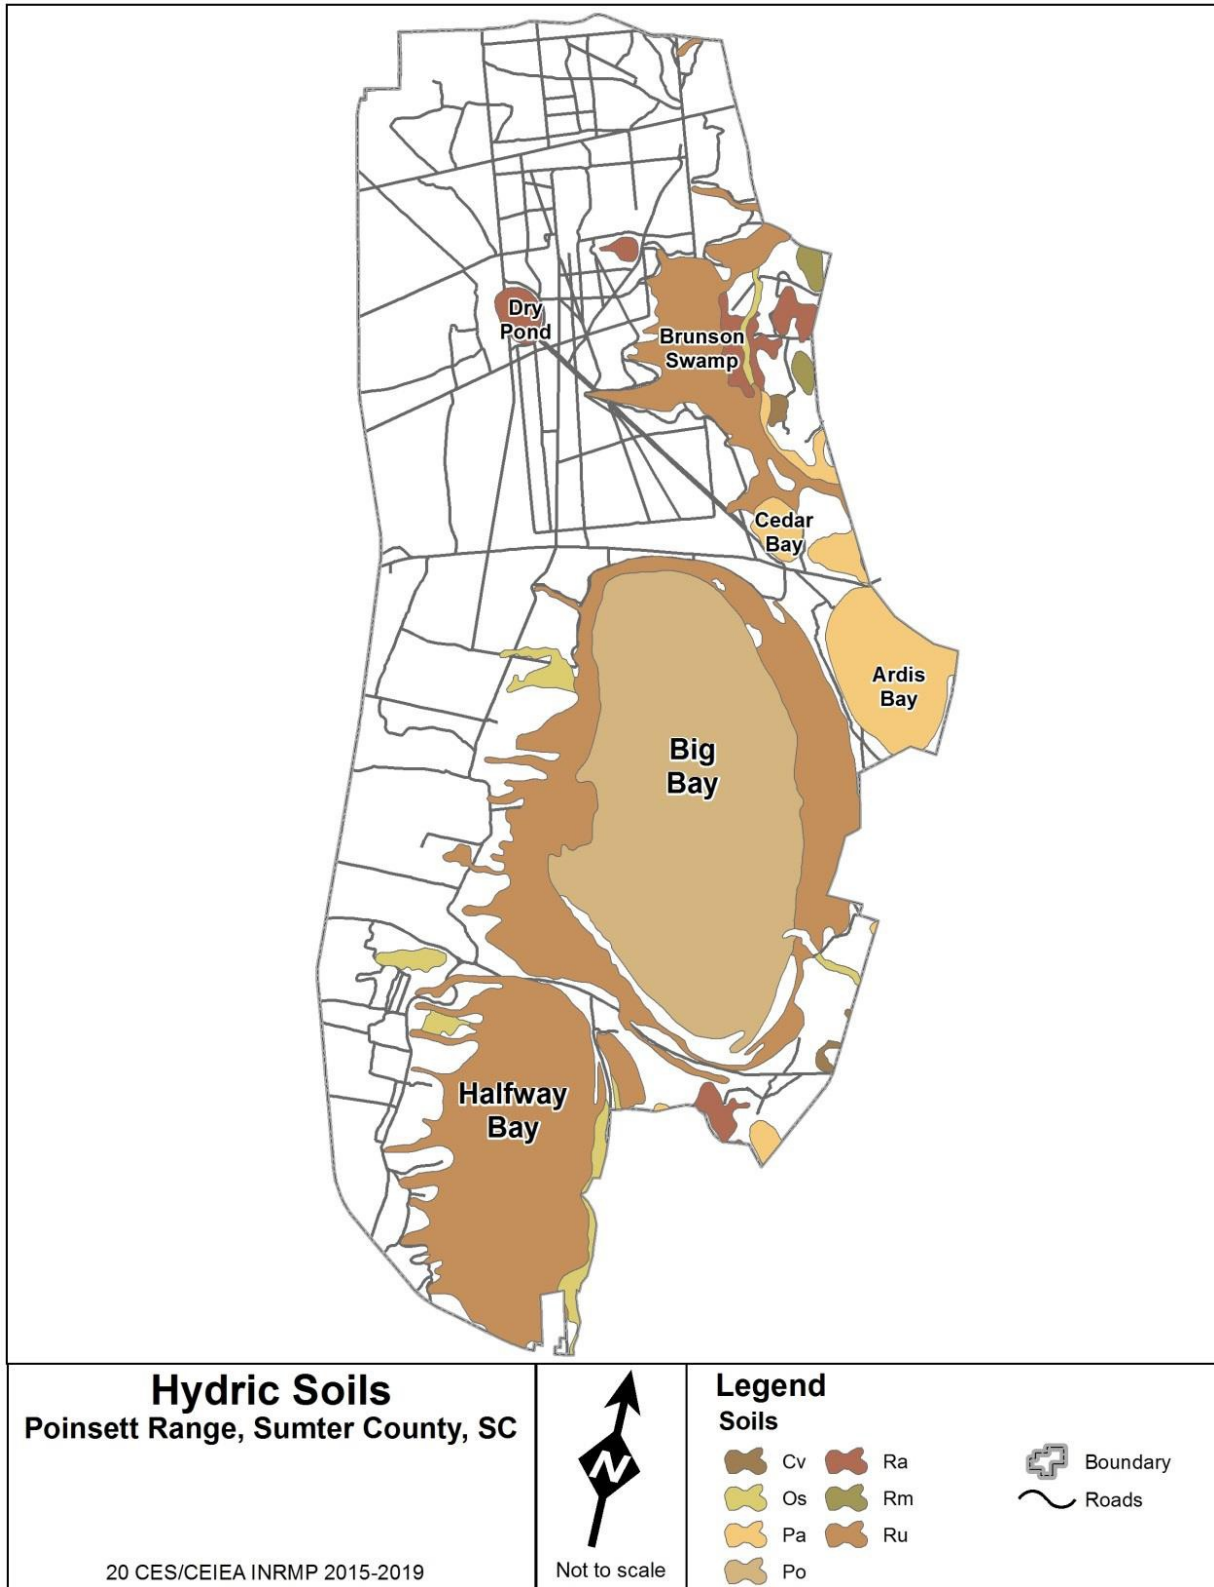 Dry
Pond
Brunson
Swamp
Cedar
Bay
Ardis
Bay
Big
Bay
Halfway
Bay
Hydric Soils
Poinsett Range, Sumter County, SC
20 CES/CEIEA INRMP 2015-2019
N
Not to scale
Legend
Soils
Cv
Ra
Boundary
Os
Rm
Roads
Pa
Ru
Po